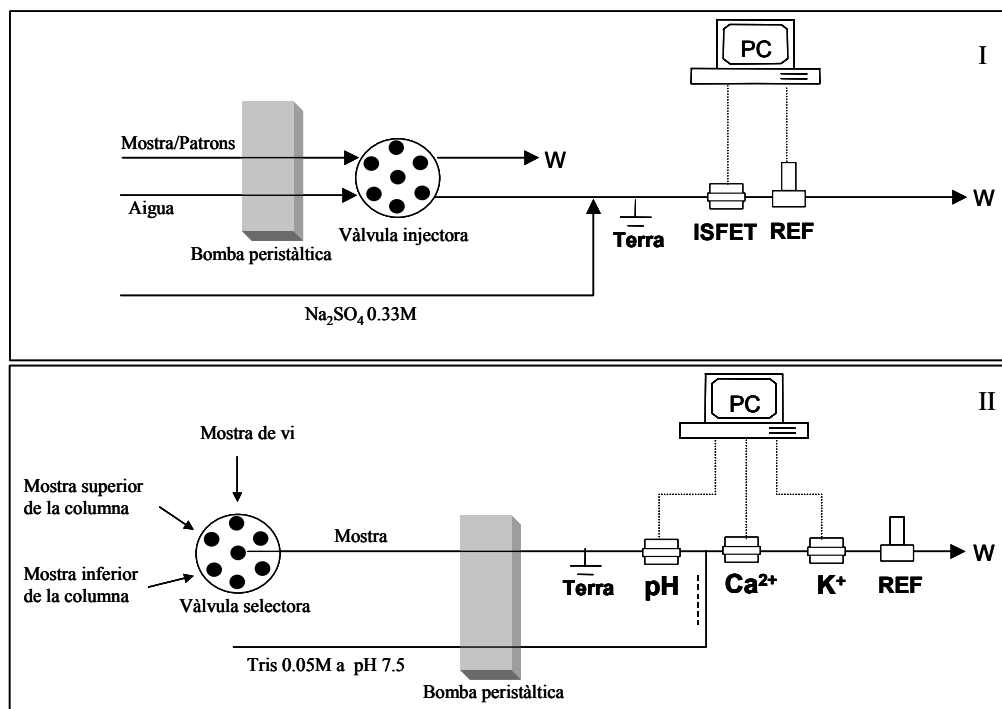 I
PC
Mostra/Patrons
W
Aigua
Vàlvula injectora
Bomba peristàltica
Terra
ISFET
REF
W
Na₂SO₄ 0.33M
II
PC
Mostra de vi
Mostra superior
de la columna
Mostra
Mostra inferior
de la columna
Vàlvula selectora
Terra
pH
Ca²⁺
K⁺
REF
W
Tris 0.05M a pH 7.5
Bomba peristàltica